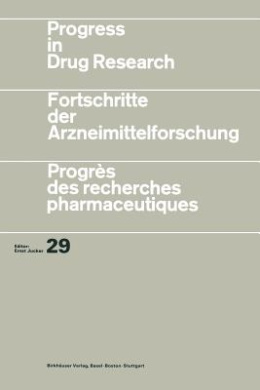 Progress
in
Drug Research
Fortschritte
der
Arzneimittelforschung
Progrès
des recherches
pharmaceutiques
Editor:
Ernst Jucker 29
Birkhäuser Verlag, Basel · Boston · Stuttgart